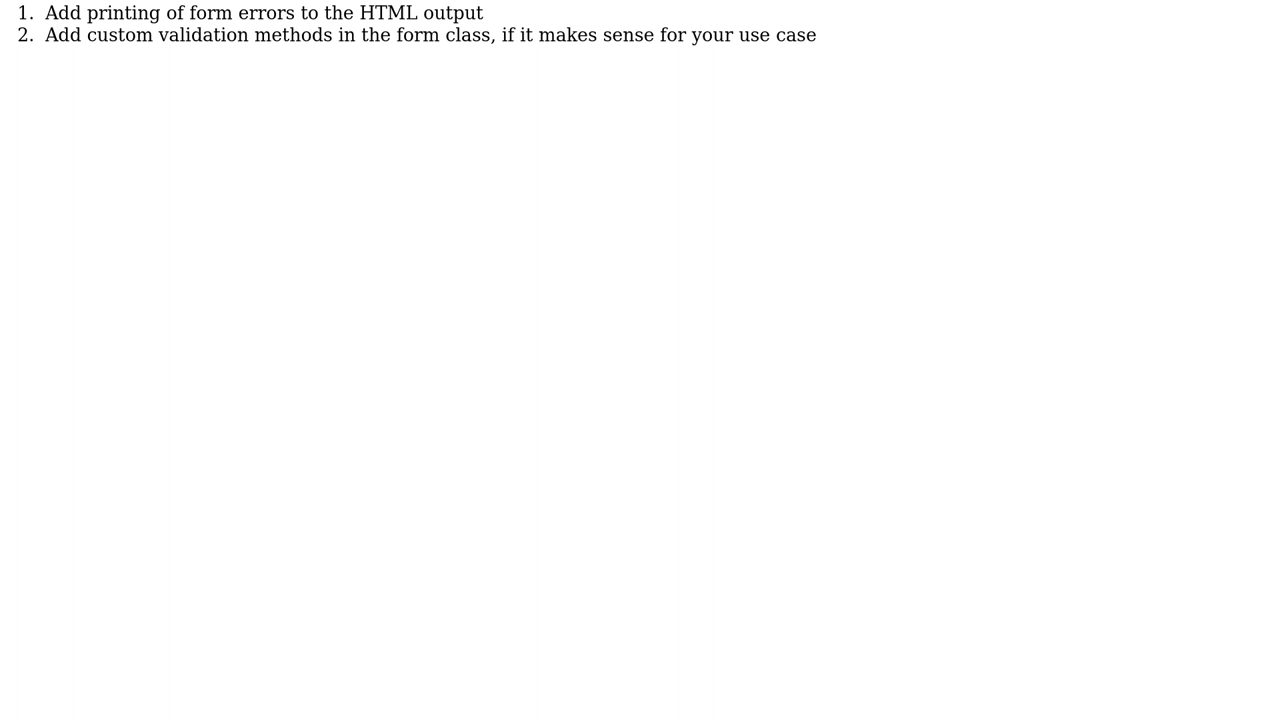 1. Add printing of form errors to the HTML output
2. Add custom validation methods in the form class, if it makes sense for your use case